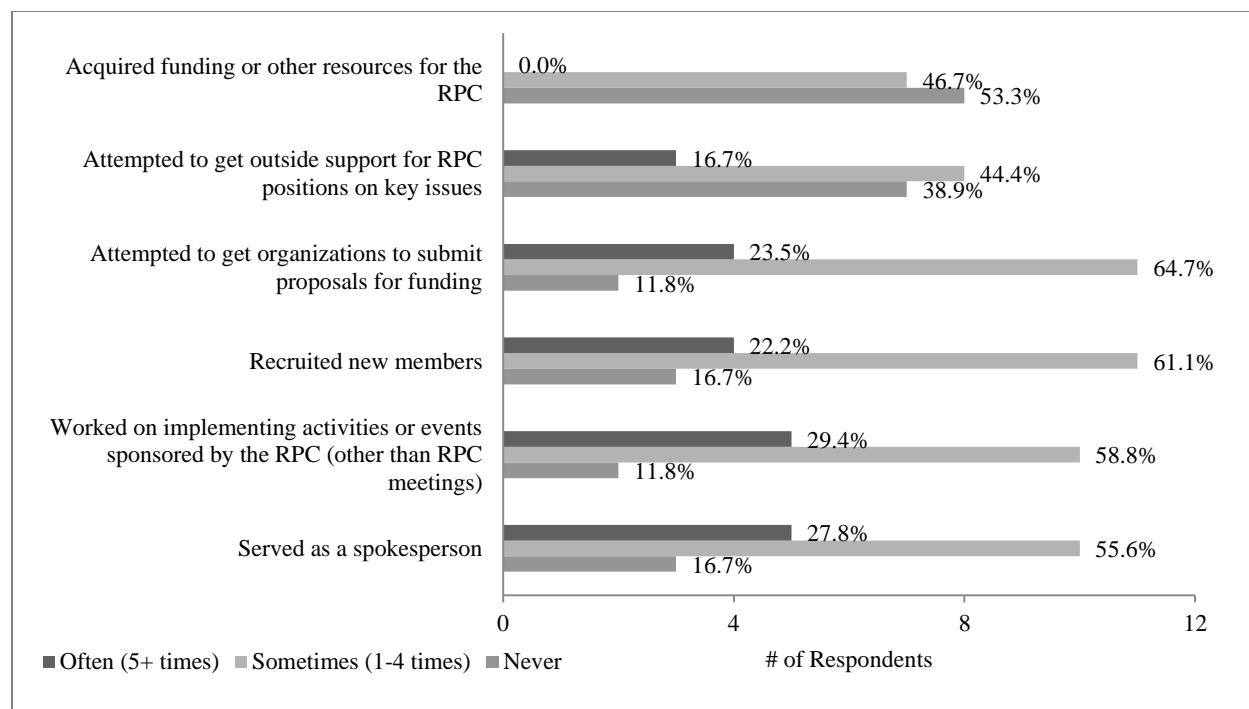 Acquired funding or other resources for the
RPC
0.0%
46.7%
53.3%
Attempted to get outside support for RPC
positions on key issues
16.7%
44.4%
38.9%
Attempted to get organizations to submit
proposals for funding
23.5%
64.7%
11.8%
Recruited new members
22.2%
61.1%
16.7%
Worked on implementing activities or events
sponsored by the RPC (other than RPC
meetings)
29.4%
58.8%
11.8%
Served as a spokesperson
27.8%
55.6%
16.7%
0 4 8 12
Often (5+ times) Sometimes (1-4 times) Never
# of Respondents